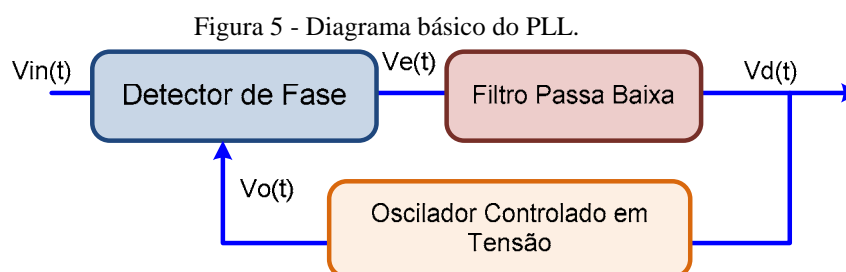 Figura 5 - Diagrama básico do PLL.
Vin(t)
Detector de Fase
Ve(t)
Filtro Passa Baixa
Vd(t)
Vo(t)
Oscilador Controlado em
Tensão